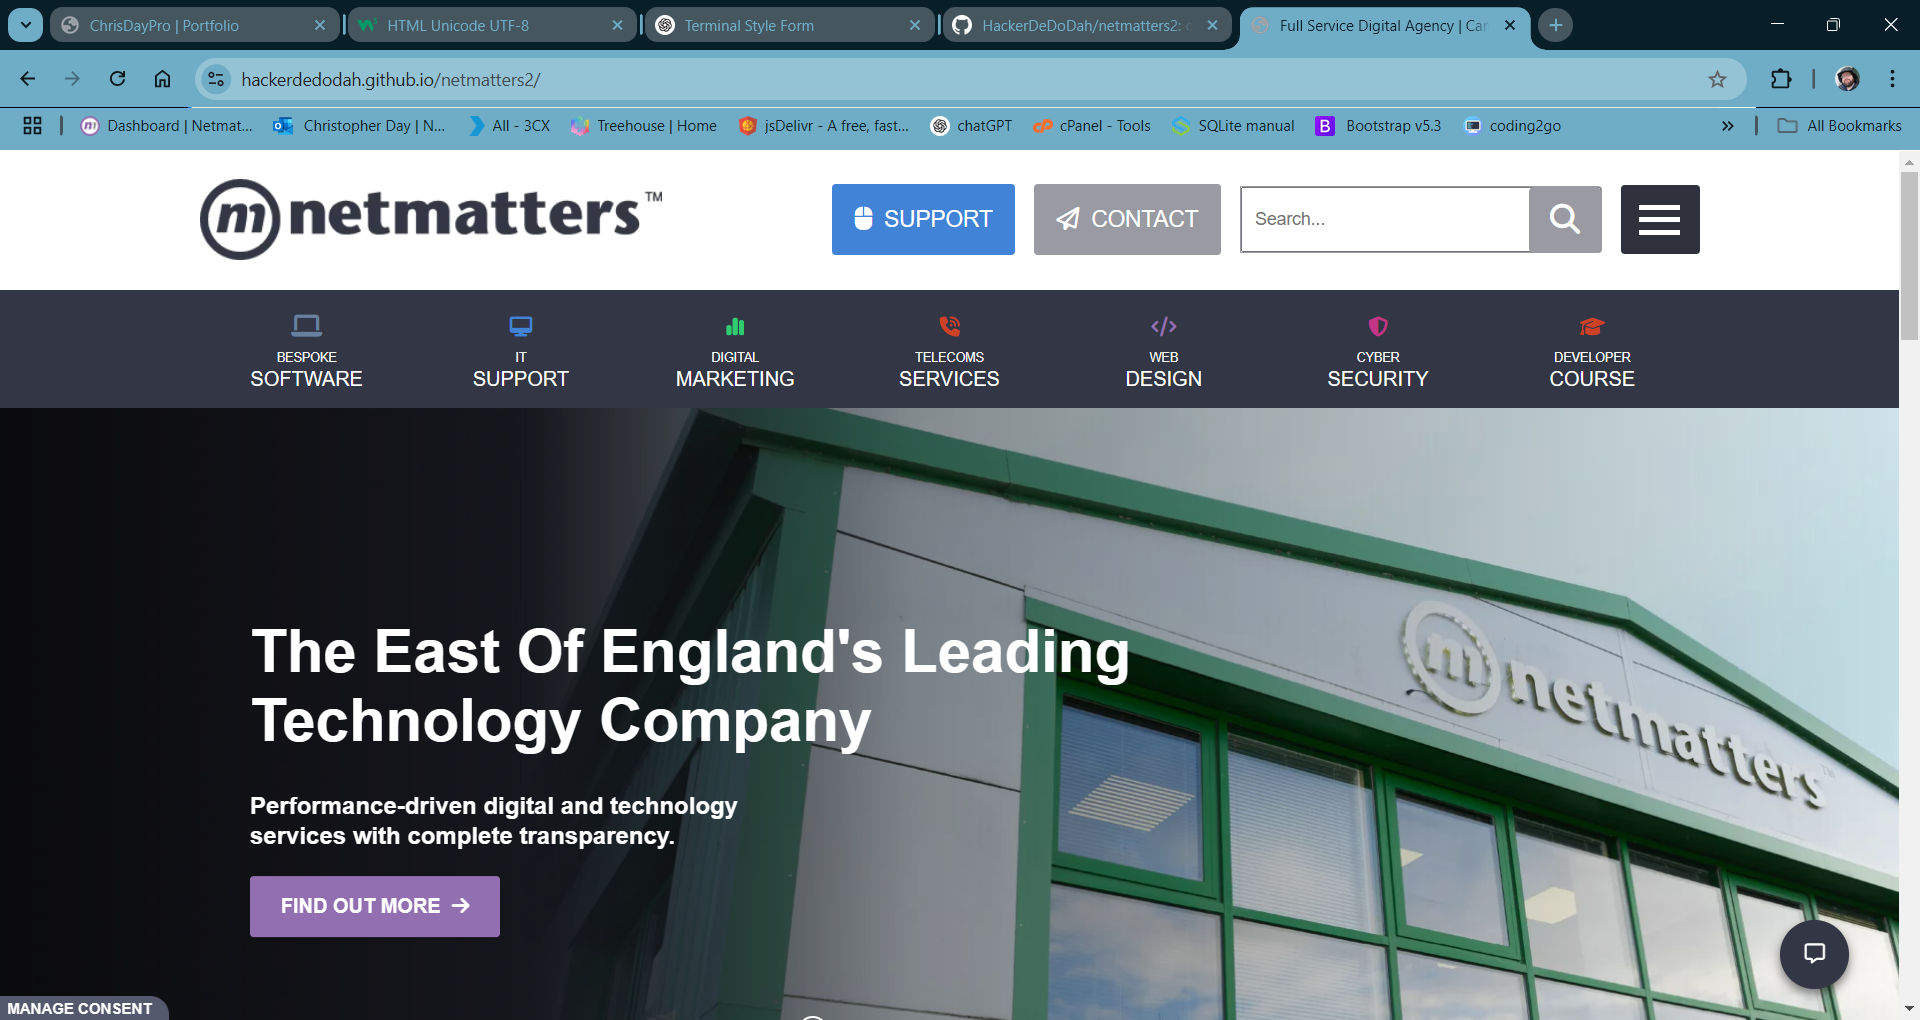 ChrisDayPro | Portfolio
HTML Unicode UTF-8
Terminal Style Form
HackerDeDoDah/netmatters2:
Full Service Digital Agency | Ca
hackerdedodah.github.io/netmatters2/
Dashboard | Netmat...
Christopher Day | N...
All - 3CX
Treehouse | Home
jsDelivr - A free, fast...
chatGPT
cPanel - Tools
SQLite manual
B Bootstrap v5.3
coding2go
All Bookmarks
m netmatters™
SUPPORT
CONTACT
Search...
BESPOKE
SOFTWARE
IT
SUPPORT
DIGITAL
MARKETING
TELECOMS
SERVICES
WEB
DESIGN
CYBER
SECURITY
DEVELOPER
COURSE
The East Of England's Leading
Technology Company
m netmatters™
Performance-driven digital and technology
services with complete transparency.
FIND OUT MORE →
MANAGE CONSENT